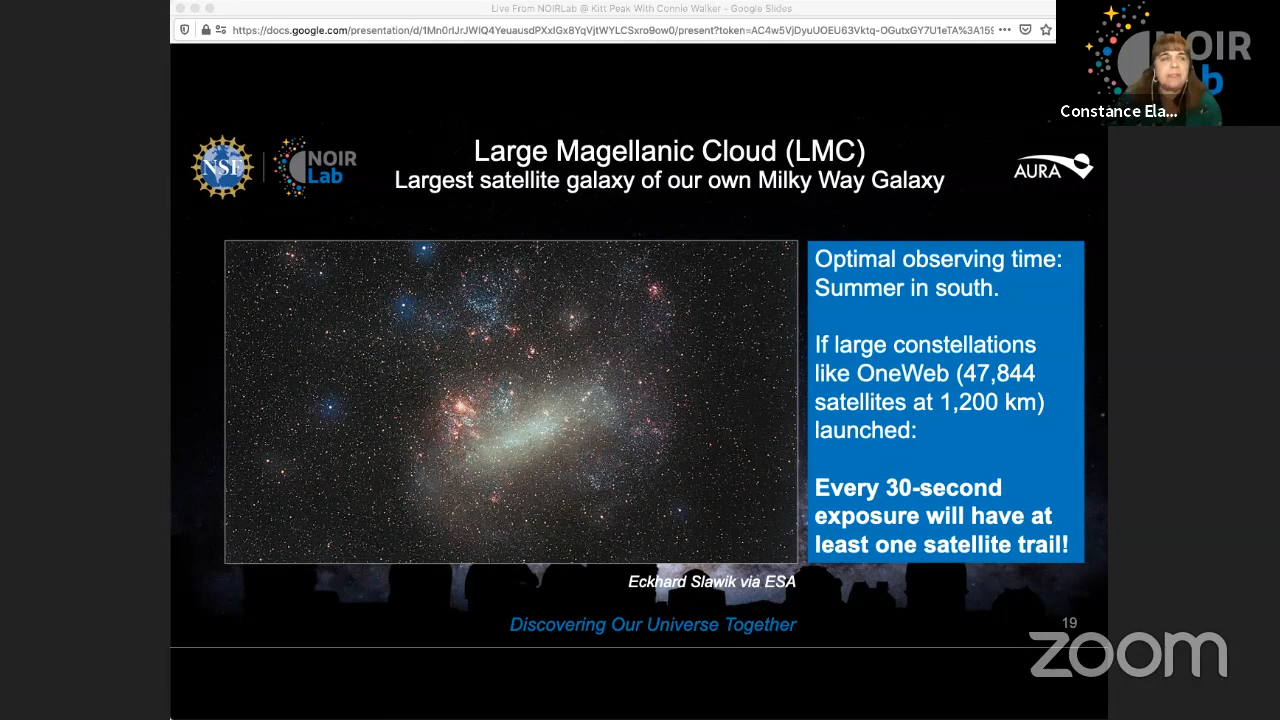 Live From NOIRLab @ Kitt Peak With Connie Walker - Google Slides
https://docs.google.com/presentation/d/1Mn0rIJrJWlQ4YeuausdPXxIGx8YqVjtWYLCSxro9ow0/present?token=AC4w5VjDyuUOEU63Vktq-OGutxGY7U1eTA%3A159
NOIR
Lab
Constance Ela...
NSF
NOIR
Lab
Large Magellanic Cloud (LMC)
Largest satellite galaxy of our own Milky Way Galaxy
AURA
Optimal observing time:
Summer in south.
If large constellations
like OneWeb (47,844
satellites at 1,200 km)
launched:
Every 30-second
exposure will have at
least one satellite trail!
Eckhard Slawik via ESA
Discovering Our Universe Together
19
zoom